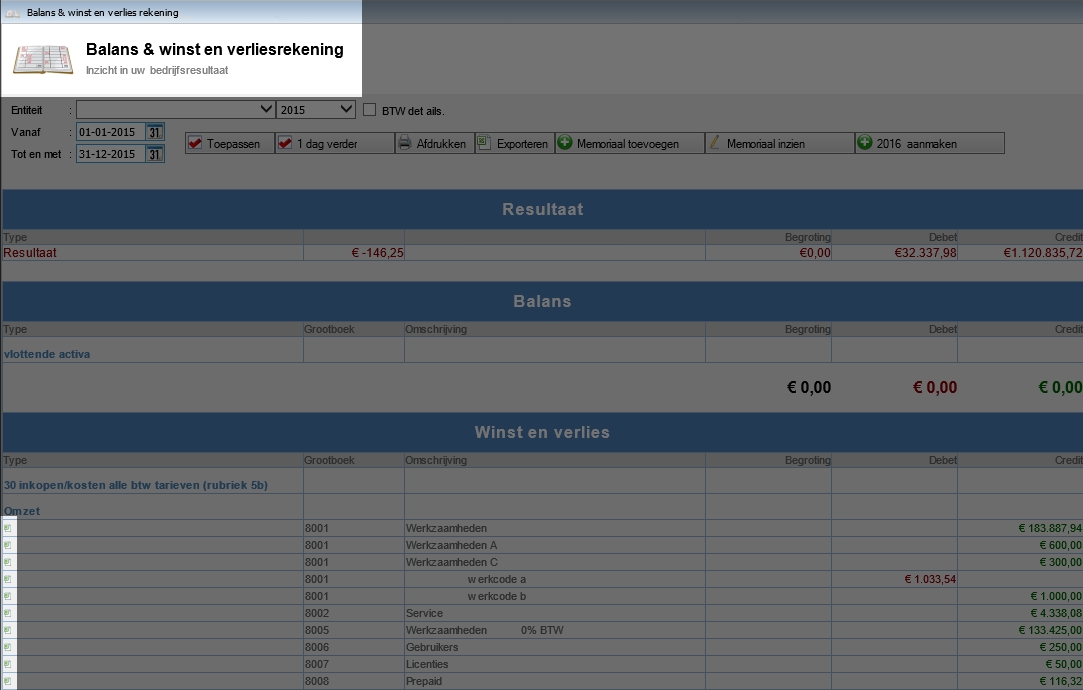 Balans & winst en verlies rekening
Balans & winst en verliesrekening
Inzicht in uw bedrijfsresultaat
Entiteit : 2015 BTW details.
Vanaf : 01-01-2015 31
Tot en met : 31-12-2015 31
Toepassen 1 dag verder Afdrukken Exporteren Memoriaal toevoegen Memoriaal inzien 2016 aanmaken
Resultaat
Type Begroting Debet Credit
Resultaat € -146,25 €0,00 €32.337,98 €1.120.835,72
Balans
Type Grootboek Omschrijving Begroting Debet Credit
vlottende activa
€ 0,00 € 0,00 € 0,00
Winst en verlies
Type Grootboek Omschrijving Begroting Debet Credit
30 inkopen/kosten alle btw tarieven (rubriek 5b)
Omzet
8001 Werkzaamheden € 183.887,94
8001 Werkzaamheden A € 600,00
8001 Werkzaamheden C € 300,00
8001 werkcode a € 1.033,54
8001 werkcode b € 1.000,00
8002 Service € 4.338,08
8005 Werkzaamheden 0% BTW € 133.425,00
8006 Gebruikers € 250,00
8007 Licenties € 50,00
8008 Prepaid € 116,32